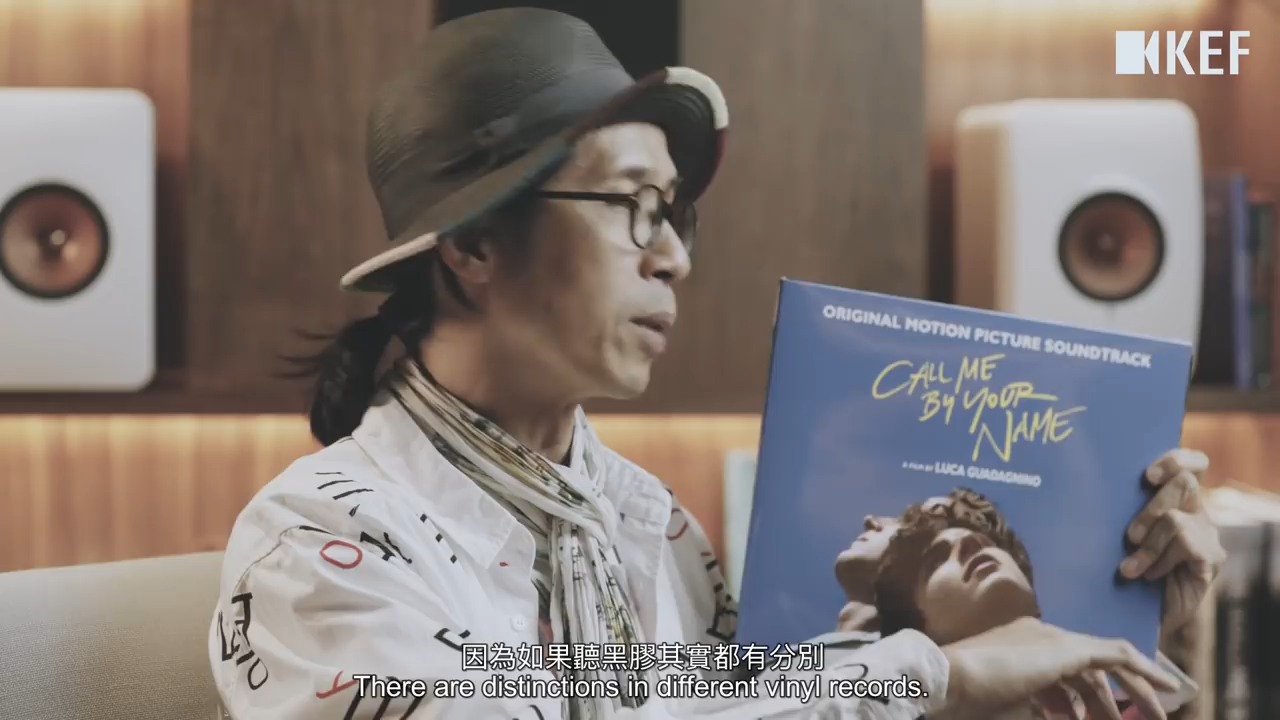 KEF
ORIGINAL MOTION PICTURE SOUNDTRACK
CALL ME
BY YOUR
NAME
A FILM BY LUCA GUADAGNINO
因為如果聽黑膠其實都有分別
There are distinctions in different vinyl records.